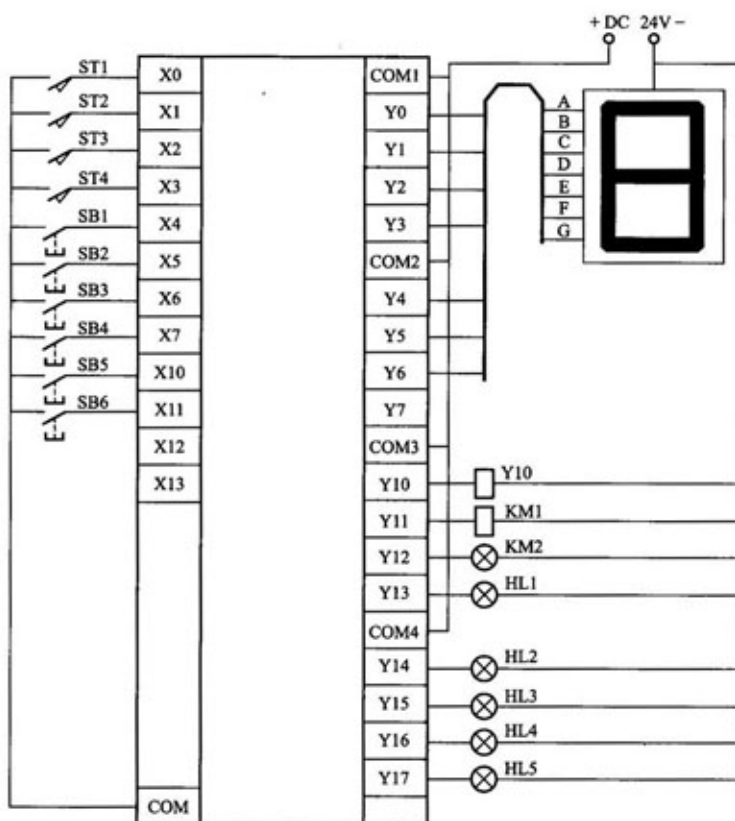 + DC 24V −
ST1 X0 COM1
ST2 X1 Y0 A
B
ST3 X2 Y1 C
D
ST4 X3 Y2 E
F
SB1 X4 Y3 G
SB2 X5 COM2
SB3 X6 Y4
SB4 X7 Y5
SB5 X10 Y6
SB6 X11 Y7
X12 COM3
X13 Y10 Y10
Y11 KM1
Y12 KM2
Y13 HL1
COM4
Y14 HL2
Y15 HL3
Y16 HL4
Y17 HL5
COM